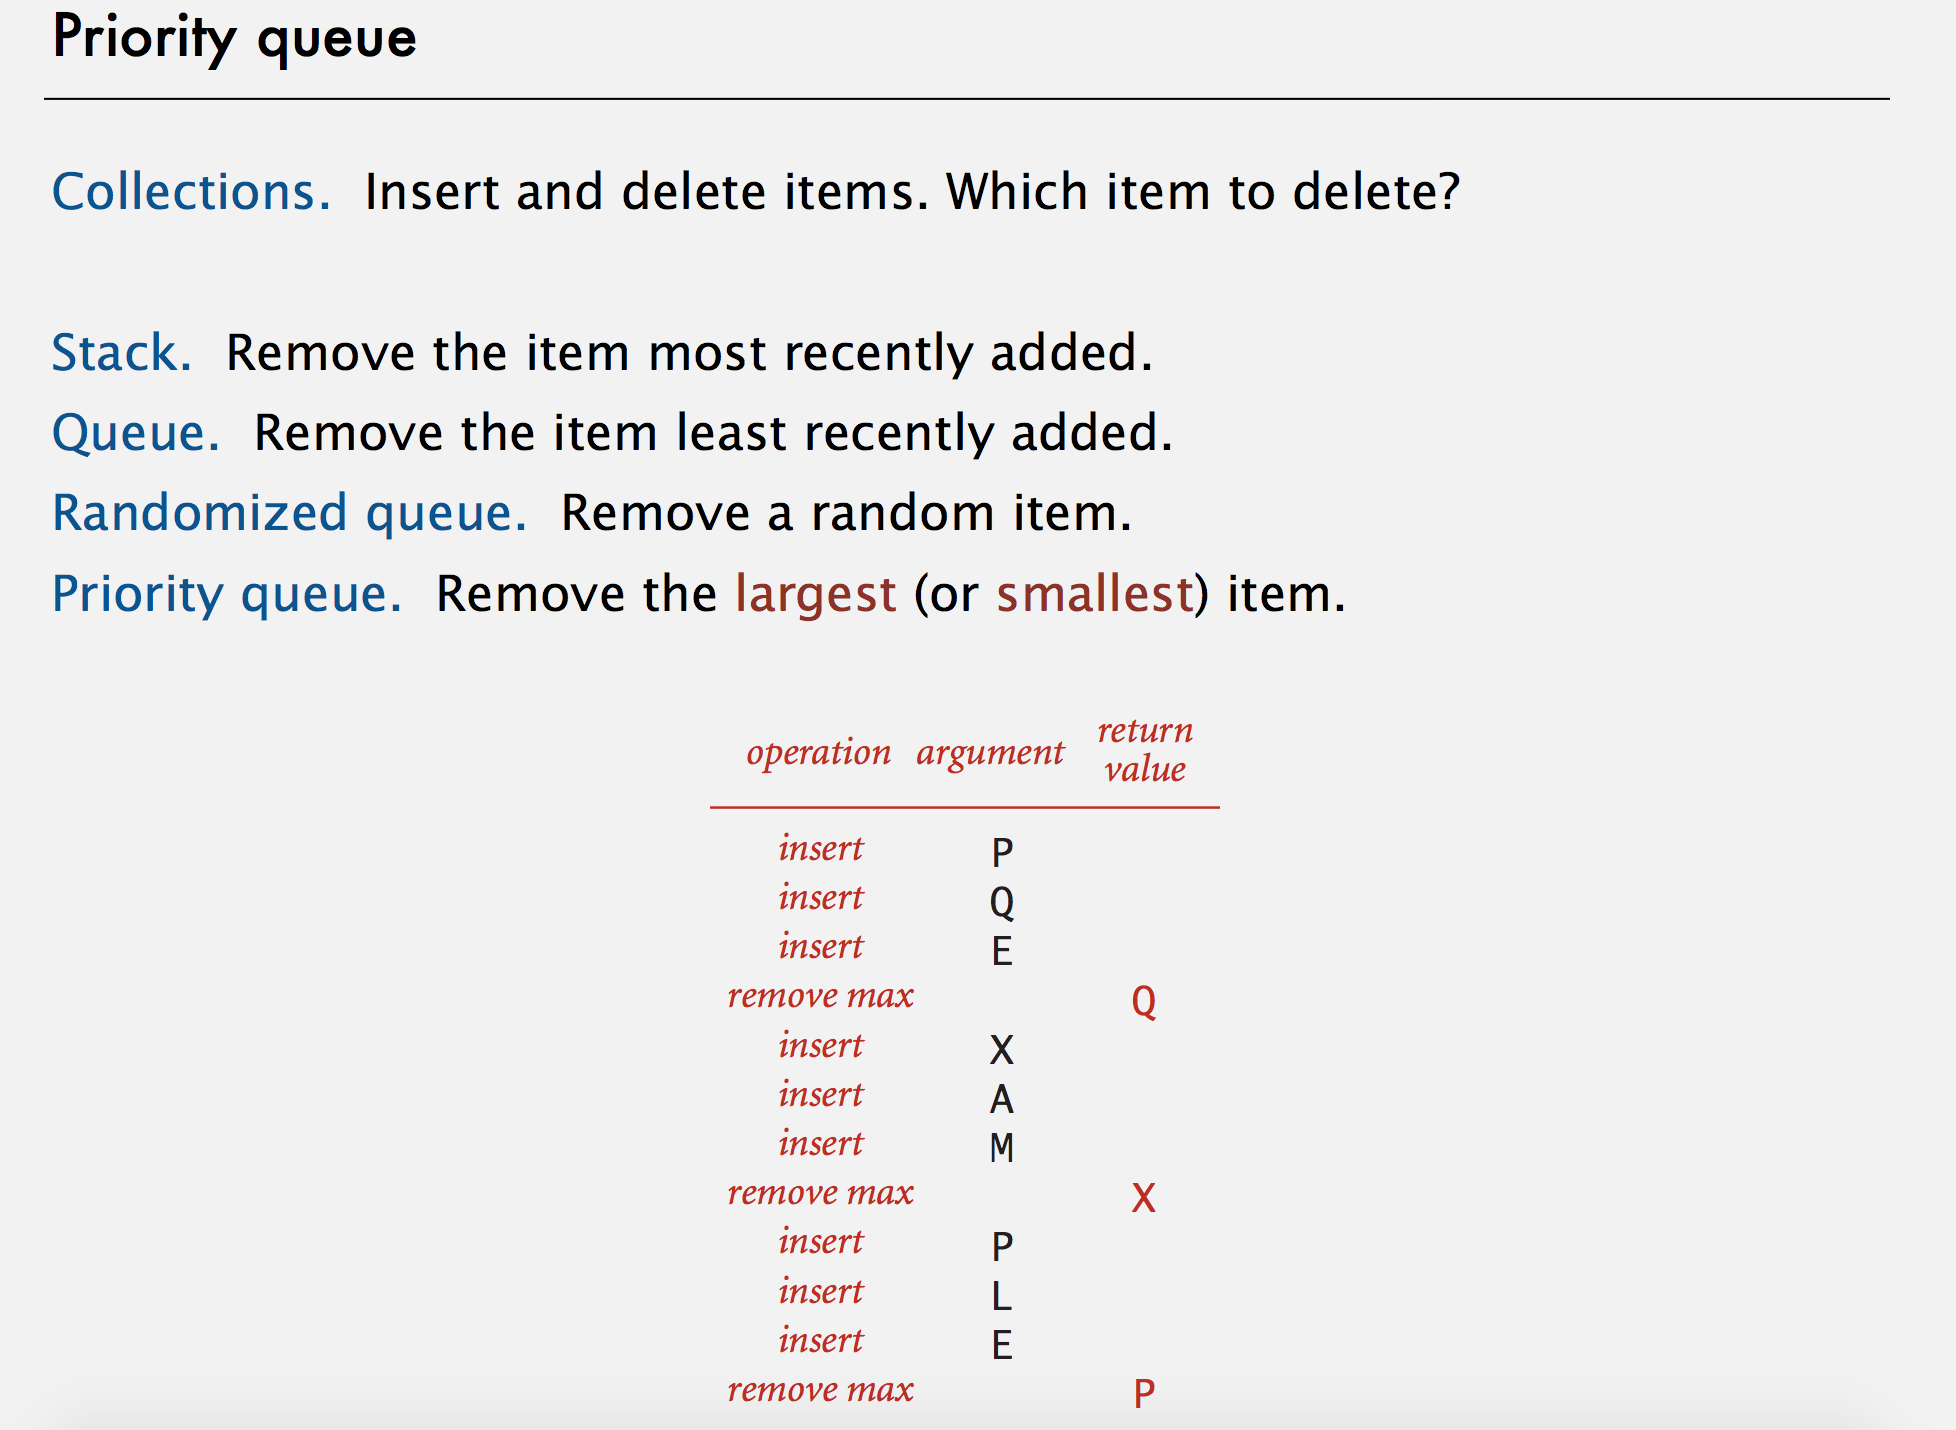 Priority queue
Collections. Insert and delete items. Which item to delete?
Stack. Remove the item most recently added.
Queue. Remove the item least recently added.
Randomized queue. Remove a random item.
Priority queue. Remove the largest (or smallest) item.
operation argument return value
insert P
insert Q
insert E
remove max Q
insert X
insert A
insert M
remove max X
insert P
insert L
insert E
remove max P